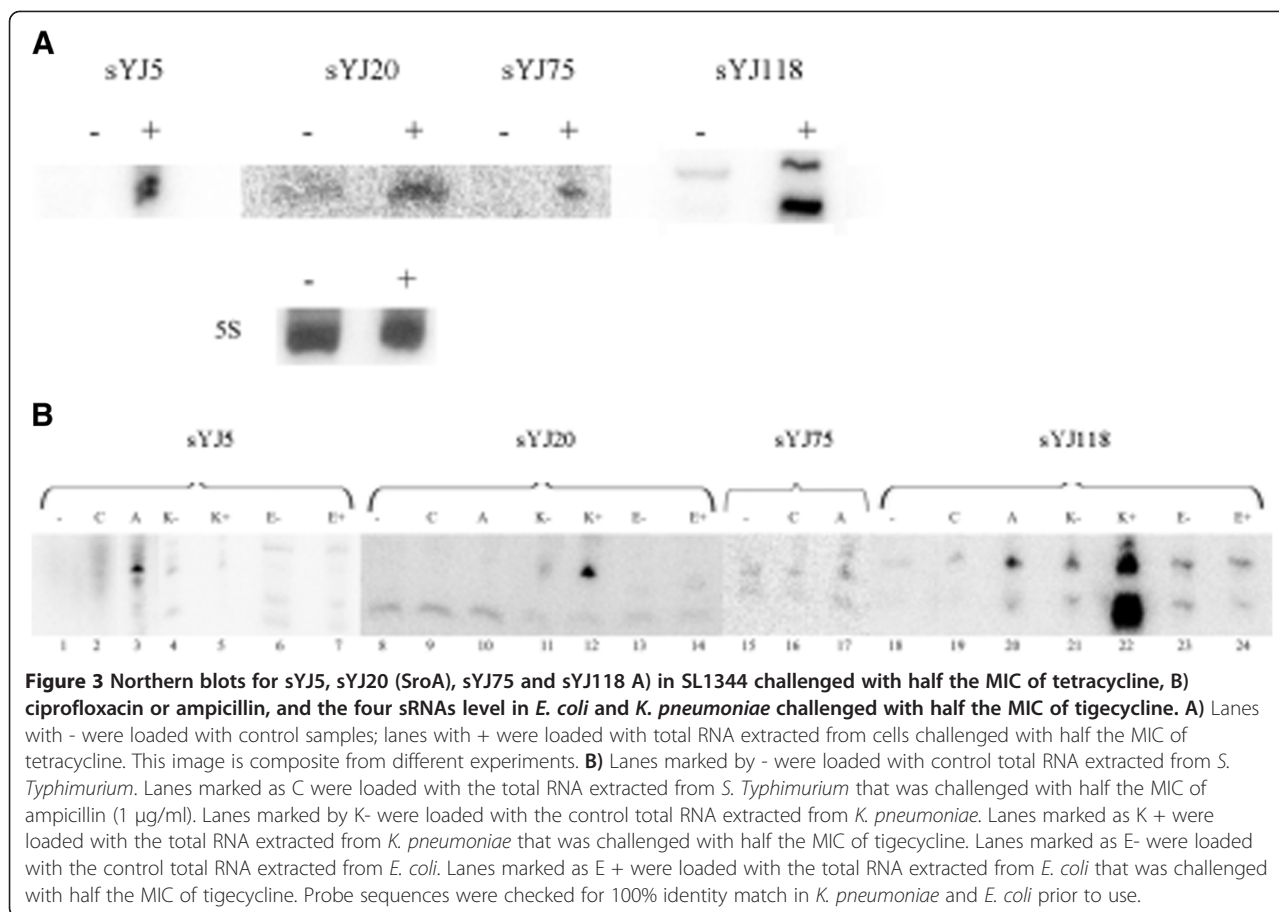 A
sYJ5 sYJ20 sYJ75 sYJ118
- + - + - + - +
- +
5S
B
sYJ5 sYJ20 sYJ75 sYJ118
- C A K- K+ E- E+ - C A K- K+ E- E+ - C A - C A K- K+ E- E+
1 2 3 4 5 6 7 8 9 10 11 12 13 14 15 16 17 18 19 20 21 22 23 24
Figure 3 Northern blots for sYJ5, sYJ20 (SroA), sYJ75 and sYJ118 A) in SL1344 challenged with half the MIC of tetracycline, B)
ciprofloxacin or ampicillin, and the four sRNAs level in E. coli and K. pneumoniae challenged with half the MIC of tigecycline. A) Lanes
with - were loaded with control samples; lanes with + were loaded with total RNA extracted from cells challenged with half the MIC of
tetracycline. This image is composite from different experiments. B) Lanes marked by - were loaded with control total RNA extracted from S.
Typhimurium. Lanes marked as C were loaded with the total RNA extracted from S. Typhimurium that was challenged with half the MIC of
ampicillin (1 μg/ml). Lanes marked by K- were loaded with the control total RNA extracted from K. pneumoniae. Lanes marked as K + were
loaded with the total RNA extracted from K. pneumoniae that was challenged with half the MIC of tigecycline. Lanes marked as E- were loaded
with the control total RNA extracted from E. coli. Lanes marked as E + were loaded with the total RNA extracted from E. coli that was challenged
with half the MIC of tigecycline. Probe sequences were checked for 100% identity match in K. pneumoniae and E. coli prior to use.